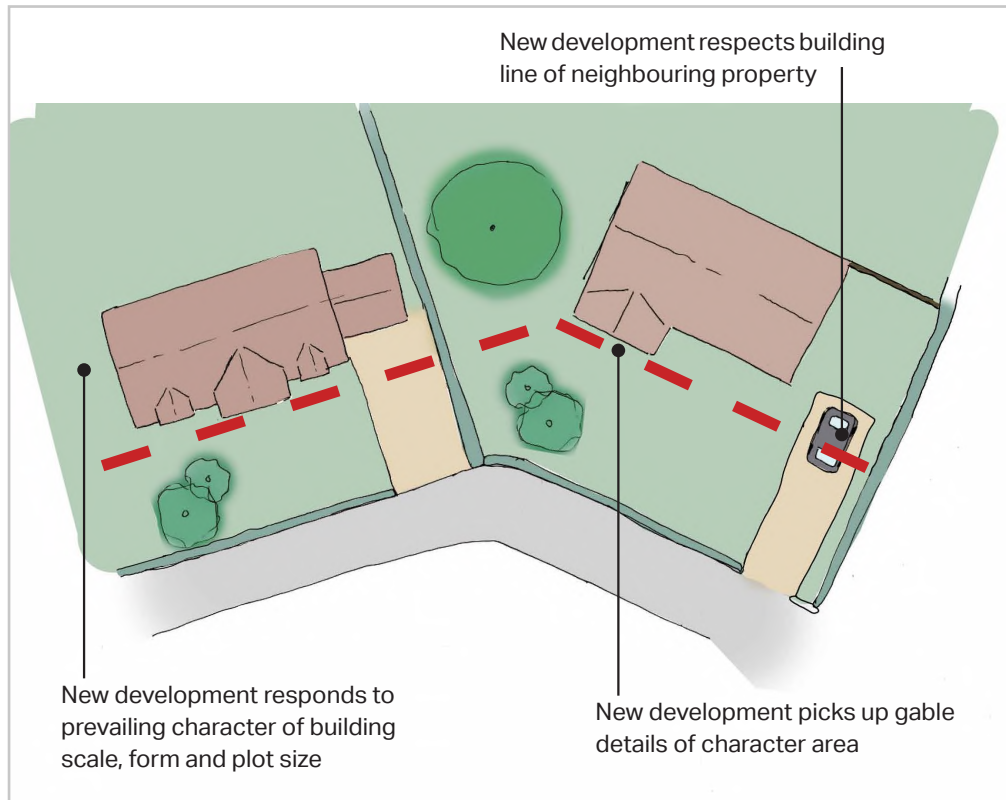 New development respects building
line of neighbouring property
New development responds to
prevailing character of building
scale, form and plot size
New development picks up gable
details of character area